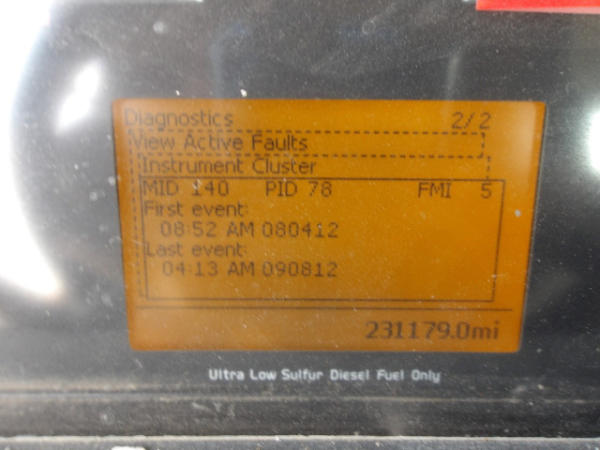 Diagnostics 2/2
View Active Faults
Instrument Cluster
MID 140 PID 78 FMI 5
First event:
08:52 AM 080412
Last event:
04:13 AM 090812
231179.0mi
Ultra Low Sulfur Diesel Fuel Only